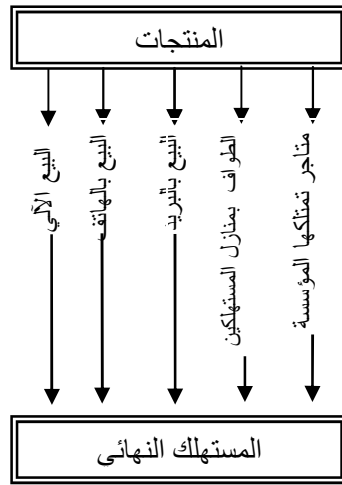 المنتجات
متاجر تمتلكها المؤسسة
الطواف بمنازل المستهلكين
البيع بالبريد
البيع بالهاتف
البيع الآلي
المستهلك النهائي